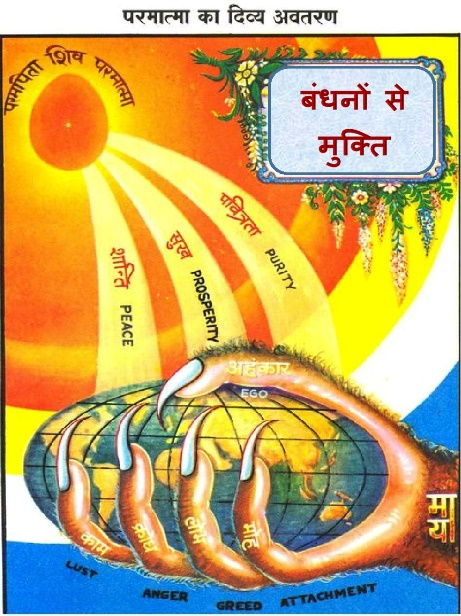 परमात्मा का दिव्य अवतरण
परमपिता शिव परमात्मा
बंधनों से
मुक्ति
शान्ति PEACE
सुख PROSPERITY
पवित्रता PURITY
अहंकार
EGO
काम
क्रोध
लोभ
मोह
माया
LUST
ANGER
GREED
ATTACHMENT